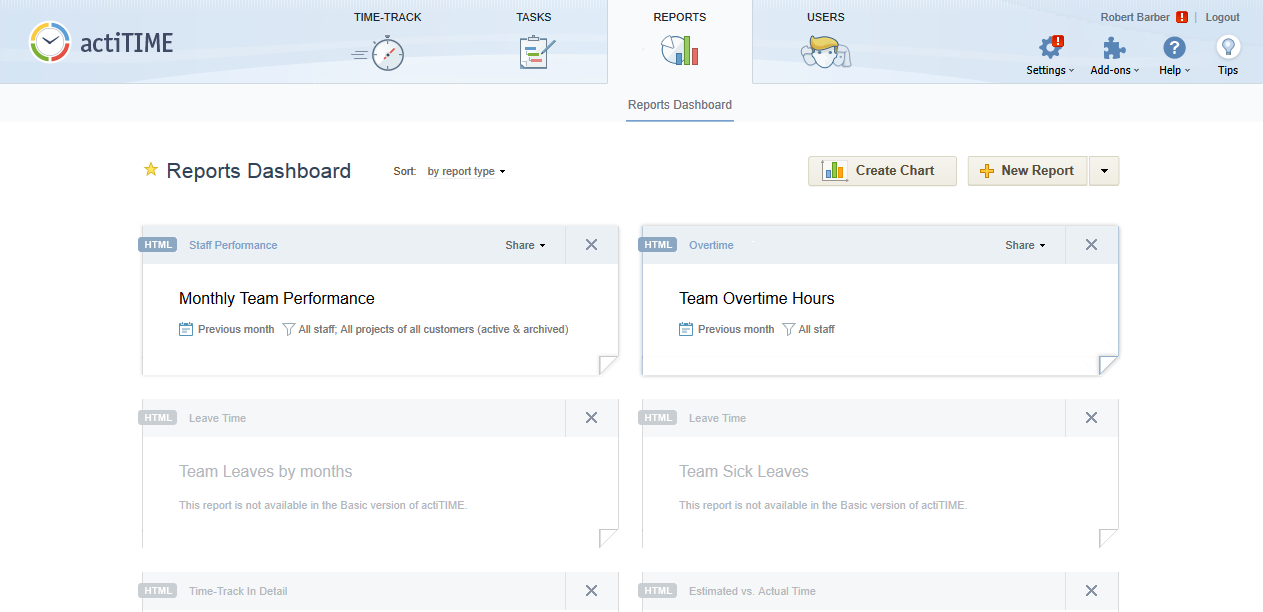 TIME-TRACK TASKS REPORTS USERS Robert Barber | Logout
actiTIME
Settings Add-ons Help Tips
Reports Dashboard
Reports Dashboard Sort: by report type Create Chart New Report
HTML Staff Performance Share
Monthly Team Performance
Previous month All staff; All projects of all customers (active & archived)
HTML Overtime Share
Team Overtime Hours
Previous month All staff
HTML Leave Time
Team Leaves by months
This report is not available in the Basic version of actiTIME.
HTML Leave Time
Team Sick Leaves
This report is not available in the Basic version of actiTIME.
HTML Time-Track In Detail
HTML Estimated vs. Actual Time